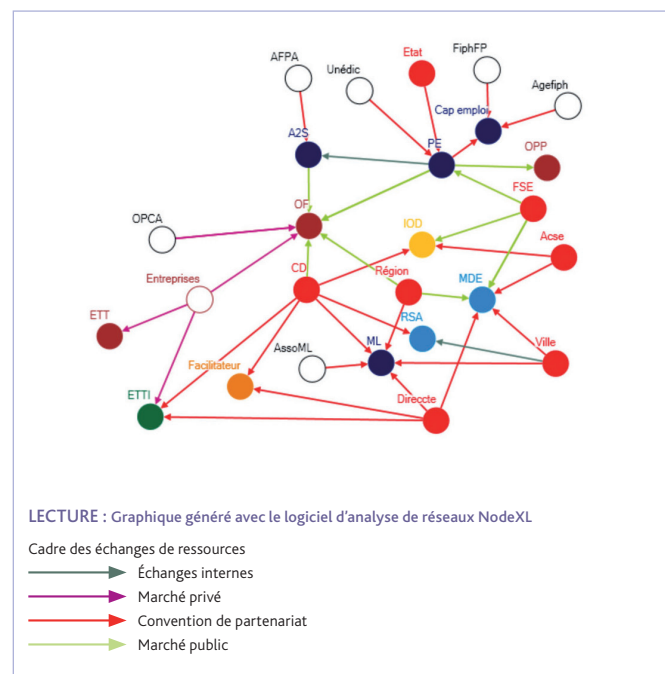 Etat
FiphFP
AFPA
Unédic
Agefiph
Cap emploi
A2S
PE
OPP
FSE
OF
OPCA
IOD
Acse
CD
Région
MDE
Entreprises
ETT
RSA
AssoML
ML
Ville
Facilitateur
Direccte
ETTI
LECTURE : Graphique généré avec le logiciel d'analyse de réseaux NodeXL
Cadre des échanges de ressources
Échanges internes
Marché privé
Convention de partenariat
Marché public